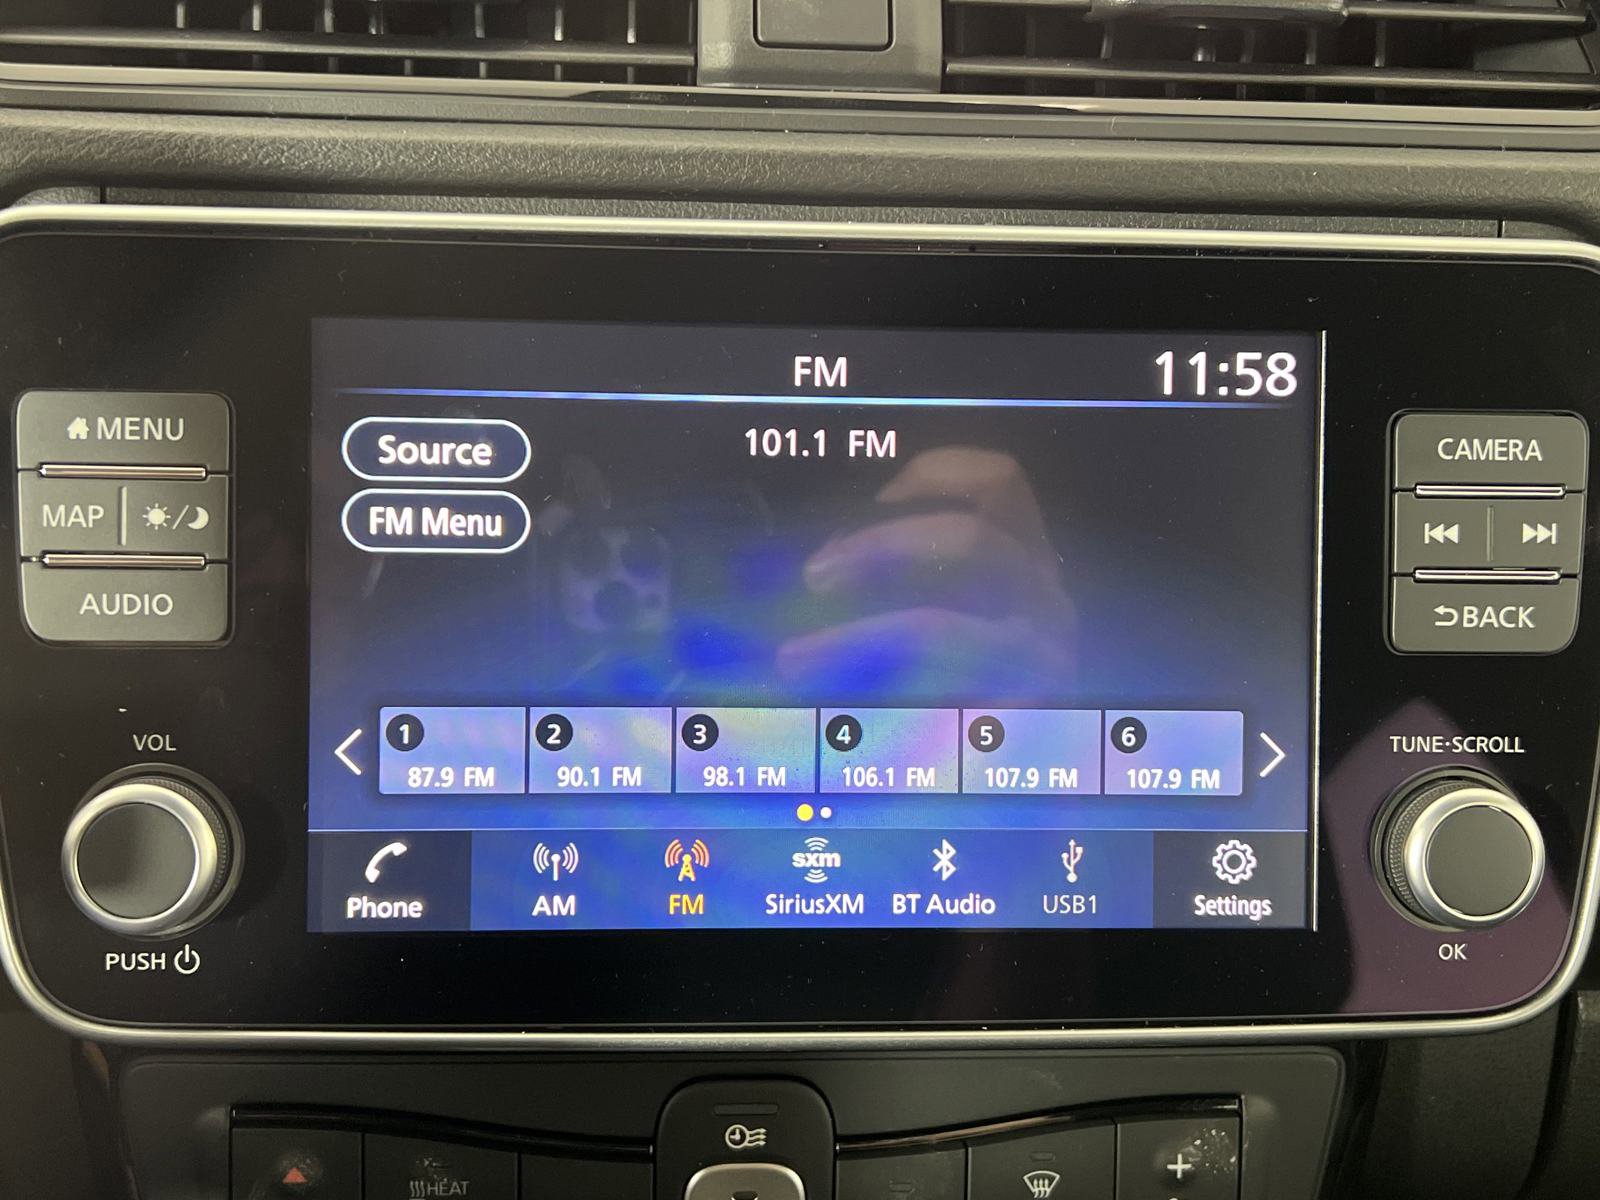 FM
11:58
MENU
MAP
AUDIO
Source
101.1 FM
FM Menu
CAMERA
BACK
VOL
PUSH
TUNE·SCROLL
OK
1 2 3 4 5 6
87.9 FM 90.1 FM 98.1 FM 106.1 FM 107.9 FM 107.9 FM
sxm
Phone AM FM SiriusXM BT Audio USB1 Settings
HEAT
+